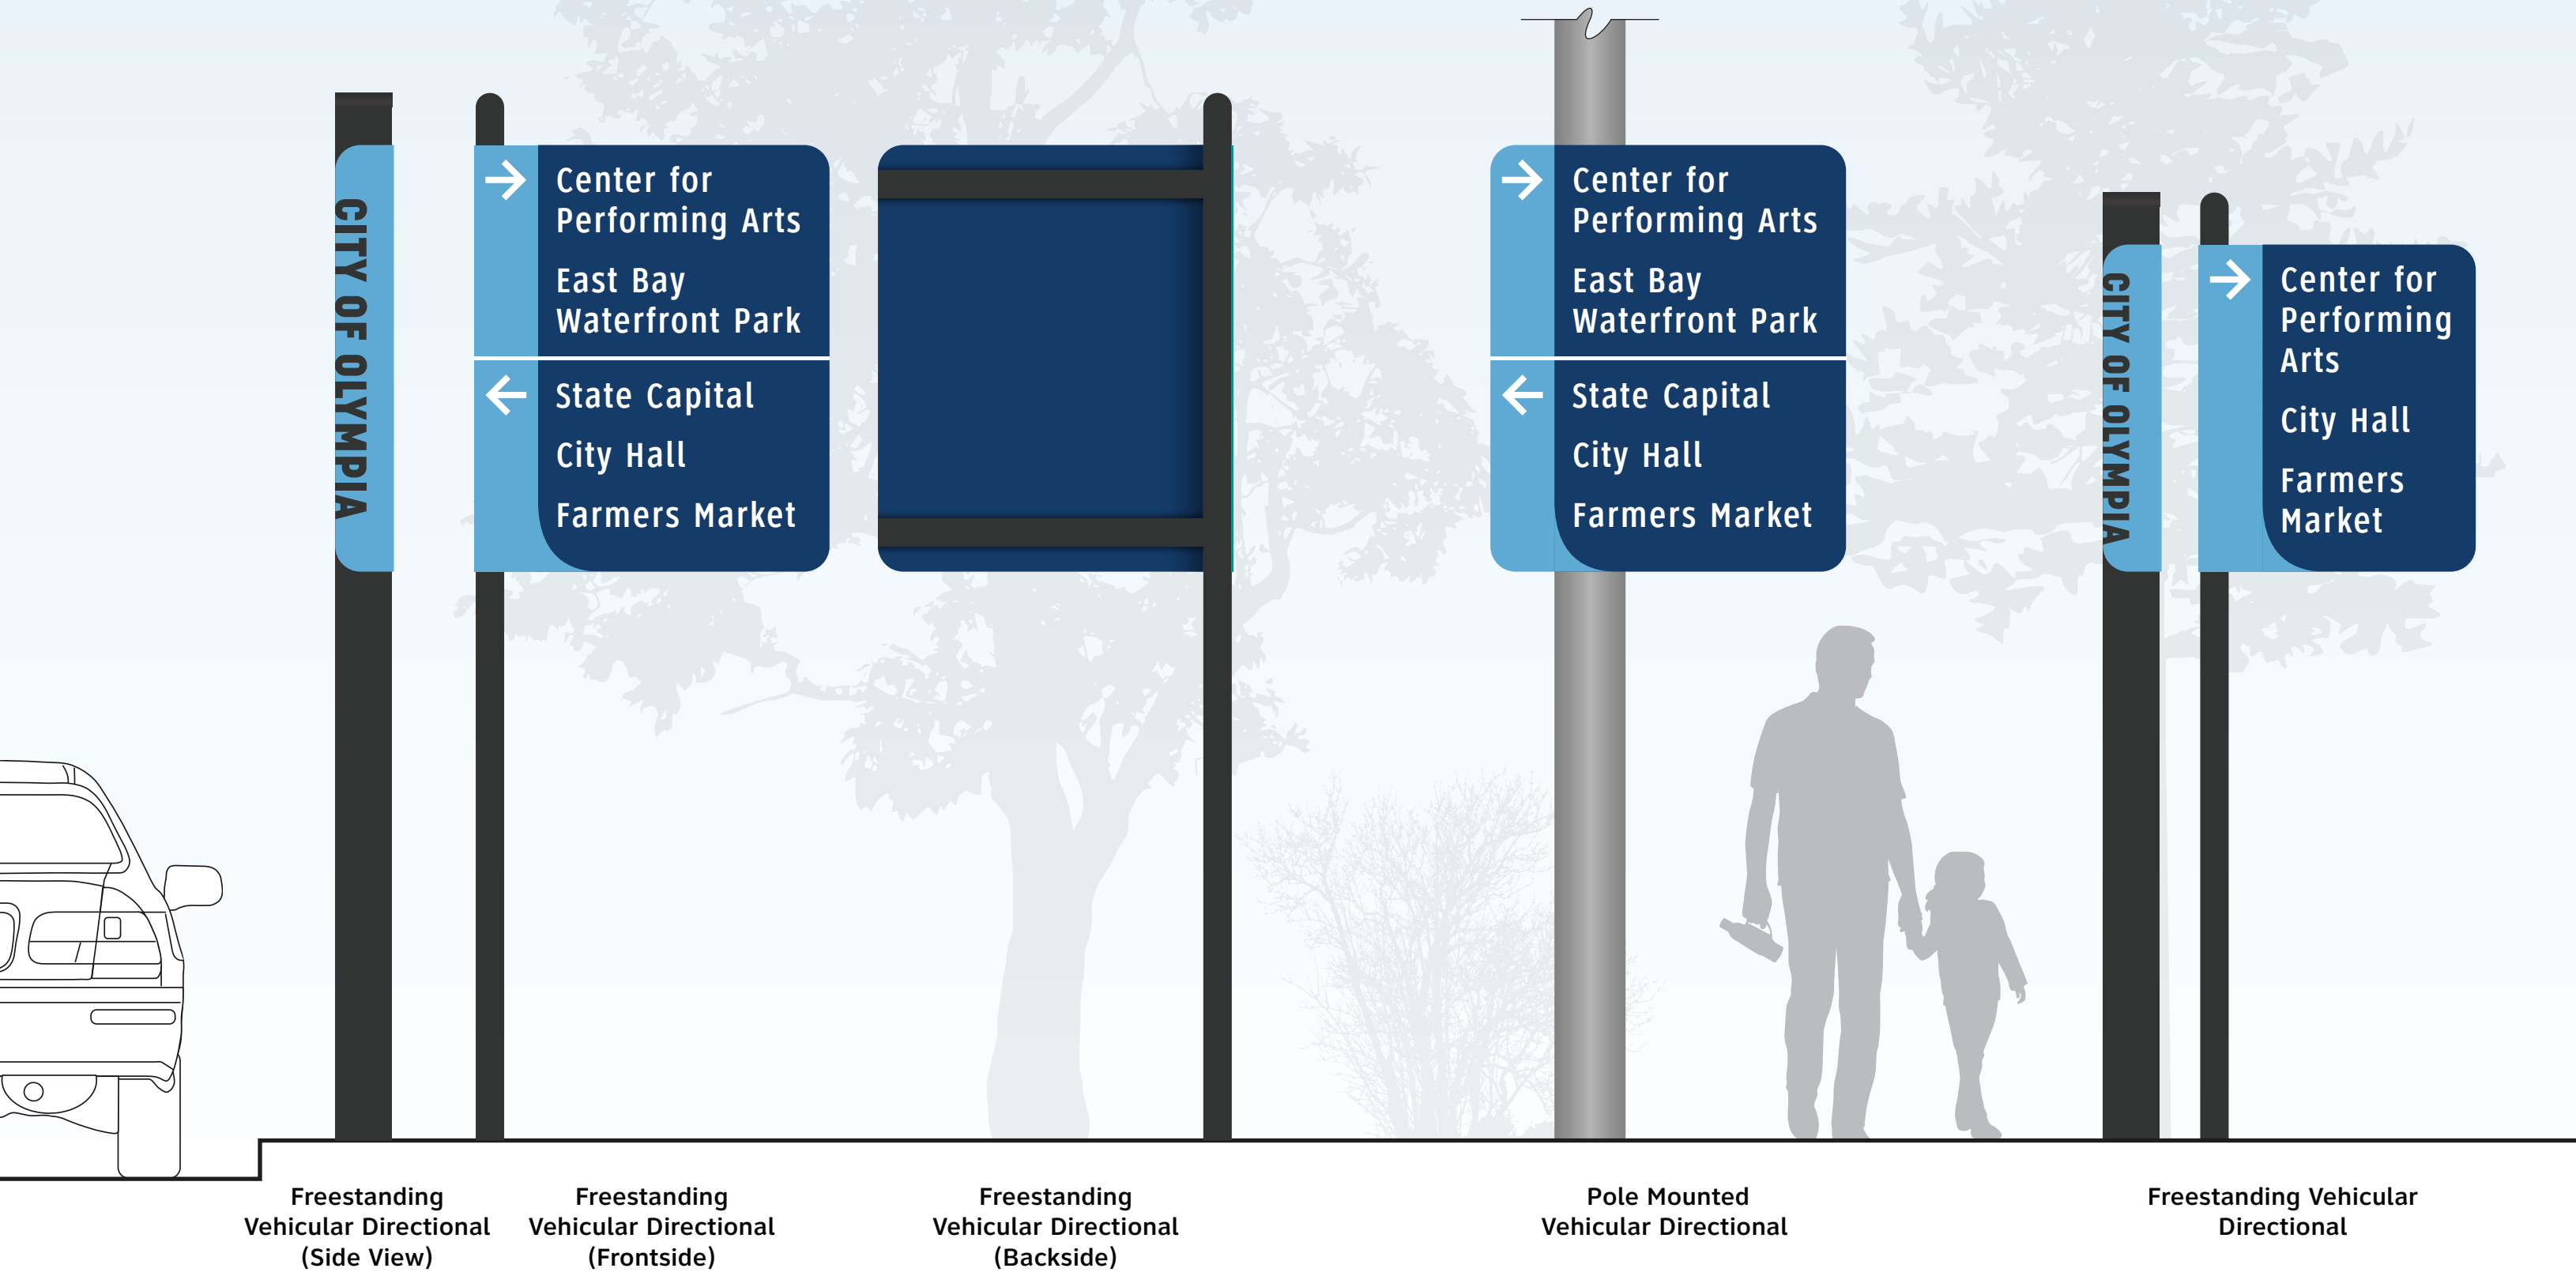 CITY OF OLYMPIA
Center for
Performing Arts
East Bay
Waterfront Park
State Capital
City Hall
Farmers Market
Center for
Performing Arts
East Bay
Waterfront Park
State Capital
City Hall
Farmers Market
CITY OF OLYMPIA
Center for
Performing
Arts
City Hall
Farmers
Market
Freestanding
Vehicular Directional
(Side View)
Freestanding
Vehicular Directional
(Frontside)
Freestanding
Vehicular Directional
(Backside)
Pole Mounted
Vehicular Directional
Freestanding Vehicular
Directional